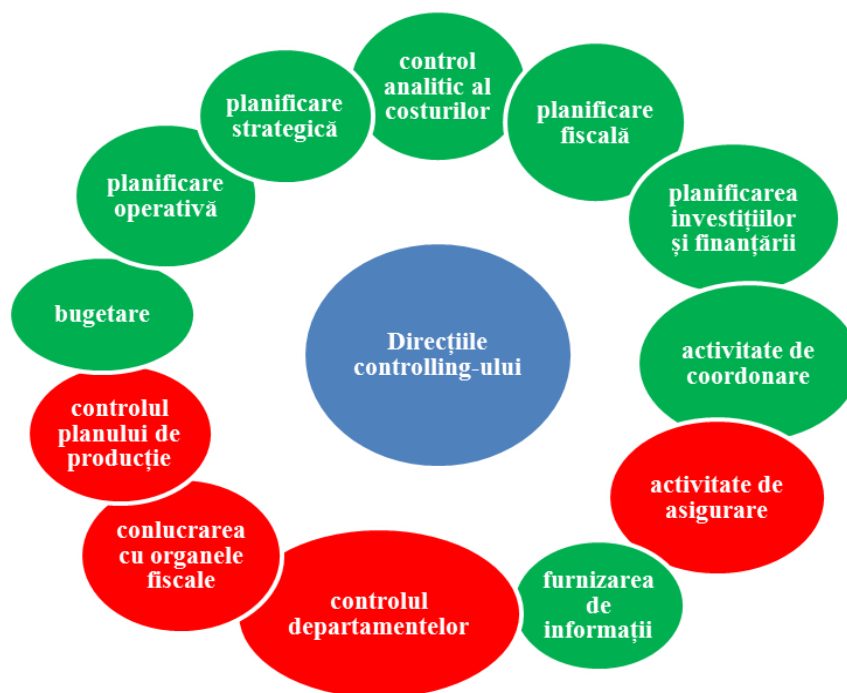 control
analitic al
costurilor
planificare
fiscală
planificarea
investițiilor
și finanțării
activitate de
coordonare
activitate de
asigurare
furnizarea
de
informații
controlul
departamentelor
conlucrarea
cu organele
fiscale
controlul
planului de
producție
bugetare
planificare
operativă
planificare
strategică
Direcțiile
controlling-ului